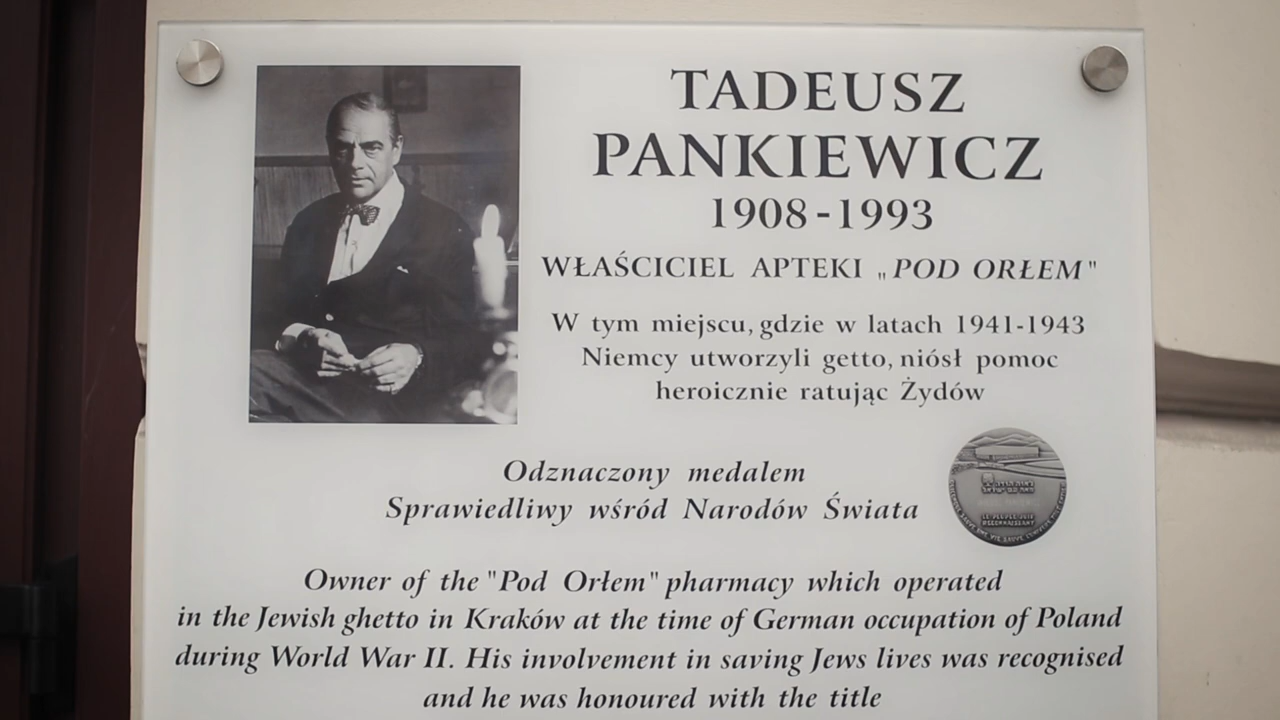 TADEUSZ
PANKIEWICZ
1908-1993
WŁAŚCICIEL APTEKI „POD ORŁEM"
W tym miejscu, gdzie w latach 1941-1943
Niemcy utworzyli getto, niósł pomoc
heroicznie ratując Żydów
Odznaczony medalem
Sprawiedliwy wśród Narodów Świata
Owner of the "Pod Orłem" pharmacy which operated
in the Jewish ghetto in Kraków at the time of German occupation of Poland
during World War II. His involvement in saving Jews lives was recognised
and he was honoured with the title